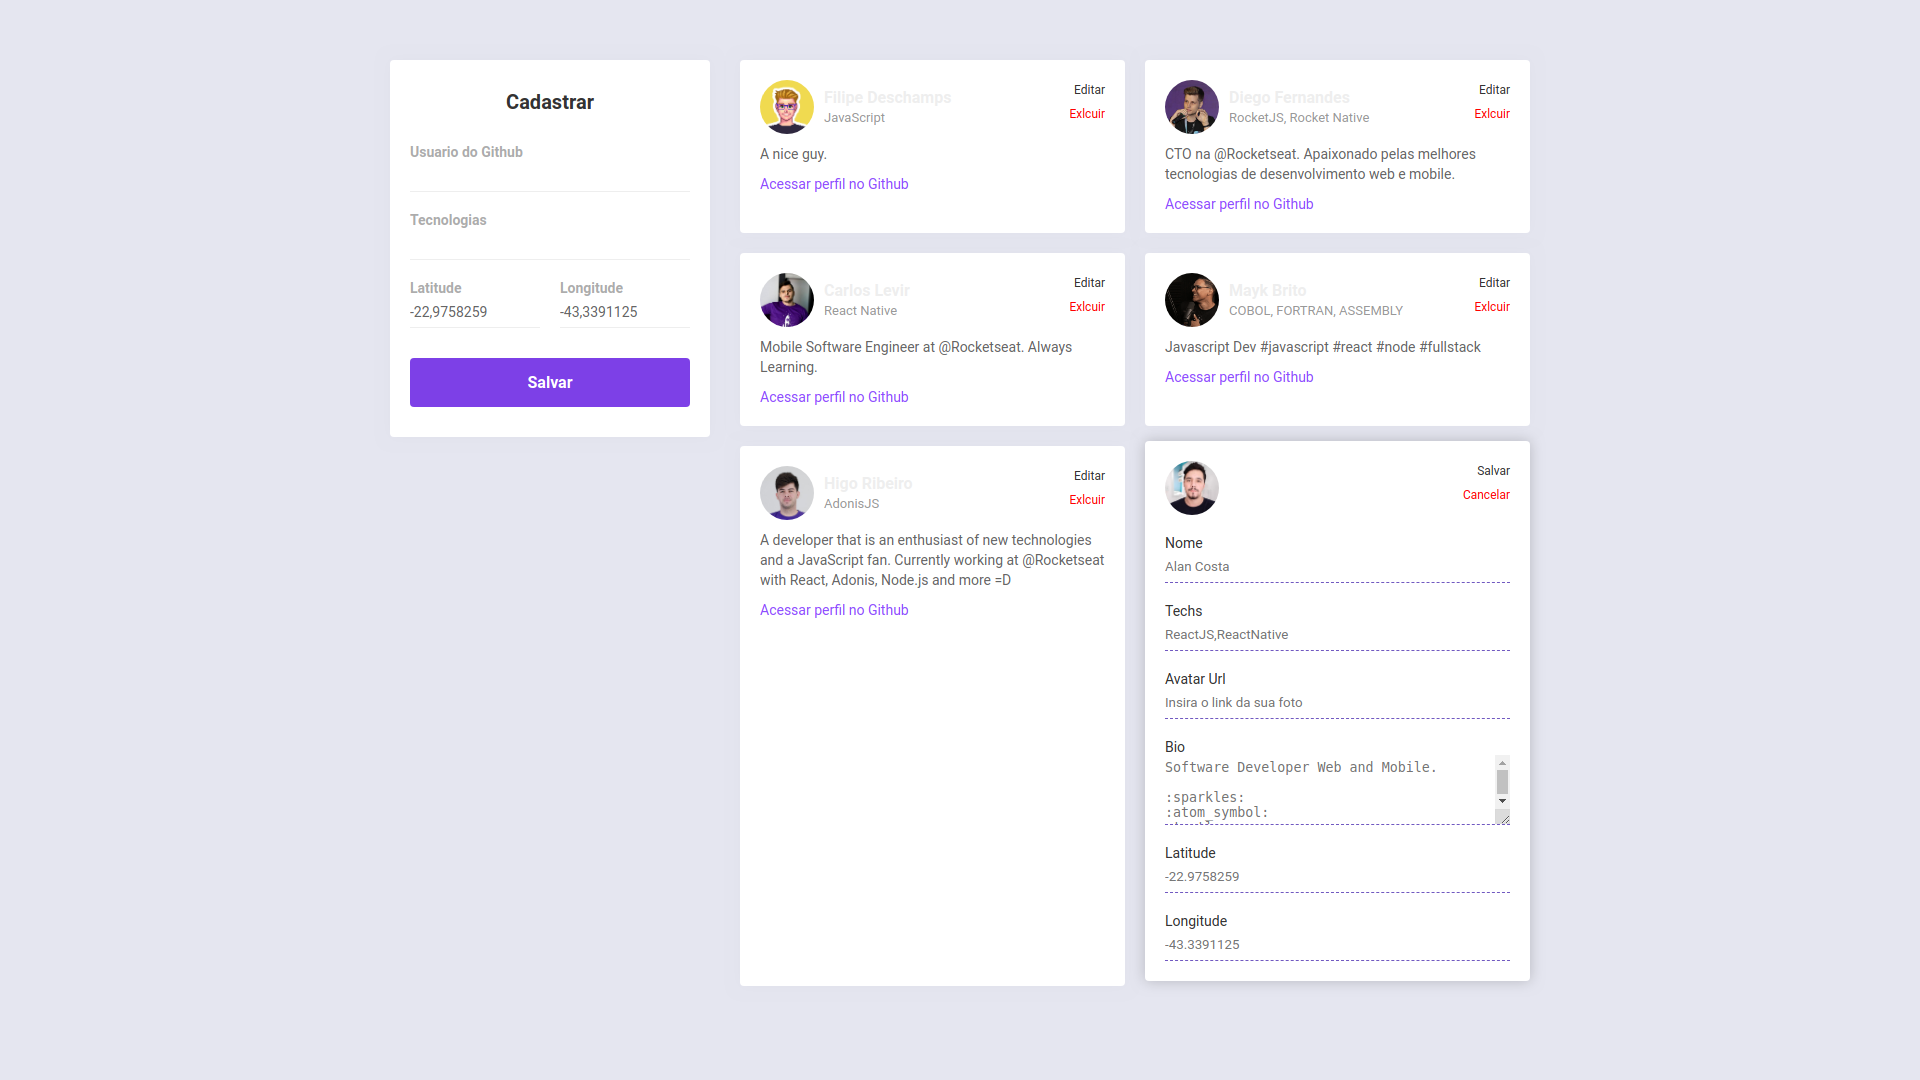 Cadastrar
Usuario do Github
Tecnologias
Latitude
Longitude
-22,9758259
-43,3391125
Salvar
Filipe Deschamps
JavaScript
Editar
Exlcuir
A nice guy.
Acessar perfil no Github
Diego Fernandes
RocketJS, Rocket Native
Editar
Exlcuir
CTO na @Rocketseat. Apaixonado pelas melhores
tecnologias de desenvolvimento web e mobile.
Acessar perfil no Github
Carlos Levir
React Native
Editar
Exlcuir
Mobile Software Engineer at @Rocketseat. Always
Learning.
Acessar perfil no Github
Mayk Brito
COBOL, FORTRAN, ASSEMBLY
Editar
Exlcuir
Javascript Dev #javascript #react #node #fullstack
Acessar perfil no Github
Higo Ribeiro
AdonisJS
Editar
Exlcuir
A developer that is an enthusiast of new technologies
and a JavaScript fan. Currently working at @Rocketseat
with React, Adonis, Node.js and more =D
Acessar perfil no Github
Salvar
Cancelar
Nome
Alan Costa
Techs
ReactJS,ReactNative
Avatar Url
Insira o link da sua foto
Bio
Software Developer Web and Mobile.
:sparkles:
:atom_symbol:
Latitude
-22.9758259
Longitude
-43.3391125